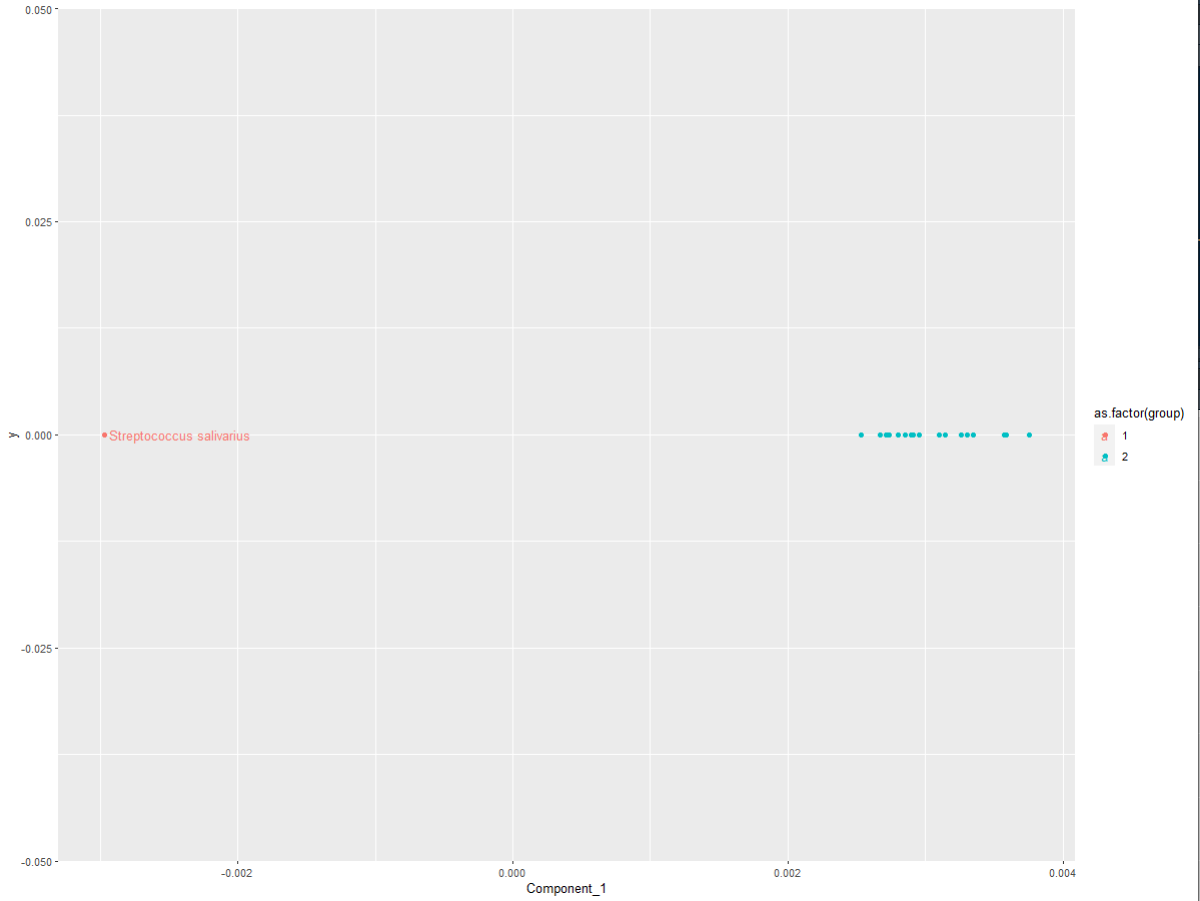 0.050
0.025
y
0.000
-0.025
-0.050
Streptococcus salivarius
-0.002
0.000
0.002
0.004
Component_1
as.factor(group)
a 1
a 2